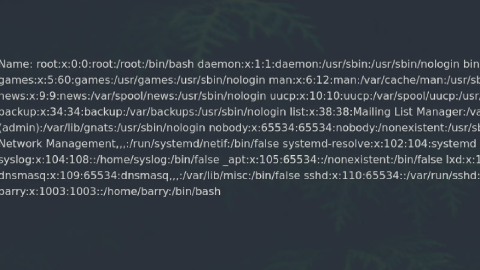 Name: root:x:0:0:root:/root:/bin/bash daemon:x:1:1:daemon:/usr/sbin:/usr/sbin/nologin bin
games:x:5:60:games:/usr/games:/usr/sbin/nologin man:x:6:12:man:/var/cache/man:/usr/sb
news:x:9:9:news:/var/spool/news:/usr/sbin/nologin uucp:x:10:10:uucp:/var/spool/uucp:/usr/
backup:x:34:34:backup:/var/backups:/usr/sbin/nologin list:x:38:38:Mailing List Manager:/va
(admin):/var/lib/gnats:/usr/sbin/nologin nobody:x:65534:65534:nobody:/nonexistent:/usr/sb
Network Management,,,:/run/systemd/netif:/bin/false systemd-resolve:x:102:104:systemd
syslog:x:104:108::/home/syslog:/bin/false _apt:x:105:65534::/nonexistent:/bin/false lxd:x:1
dnsmasq:x:109:65534:dnsmasq,,,:/var/lib/misc:/bin/false sshd:x:110:65534::/var/run/sshd:
barry:x:1003:1003::/home/barry:/bin/bash